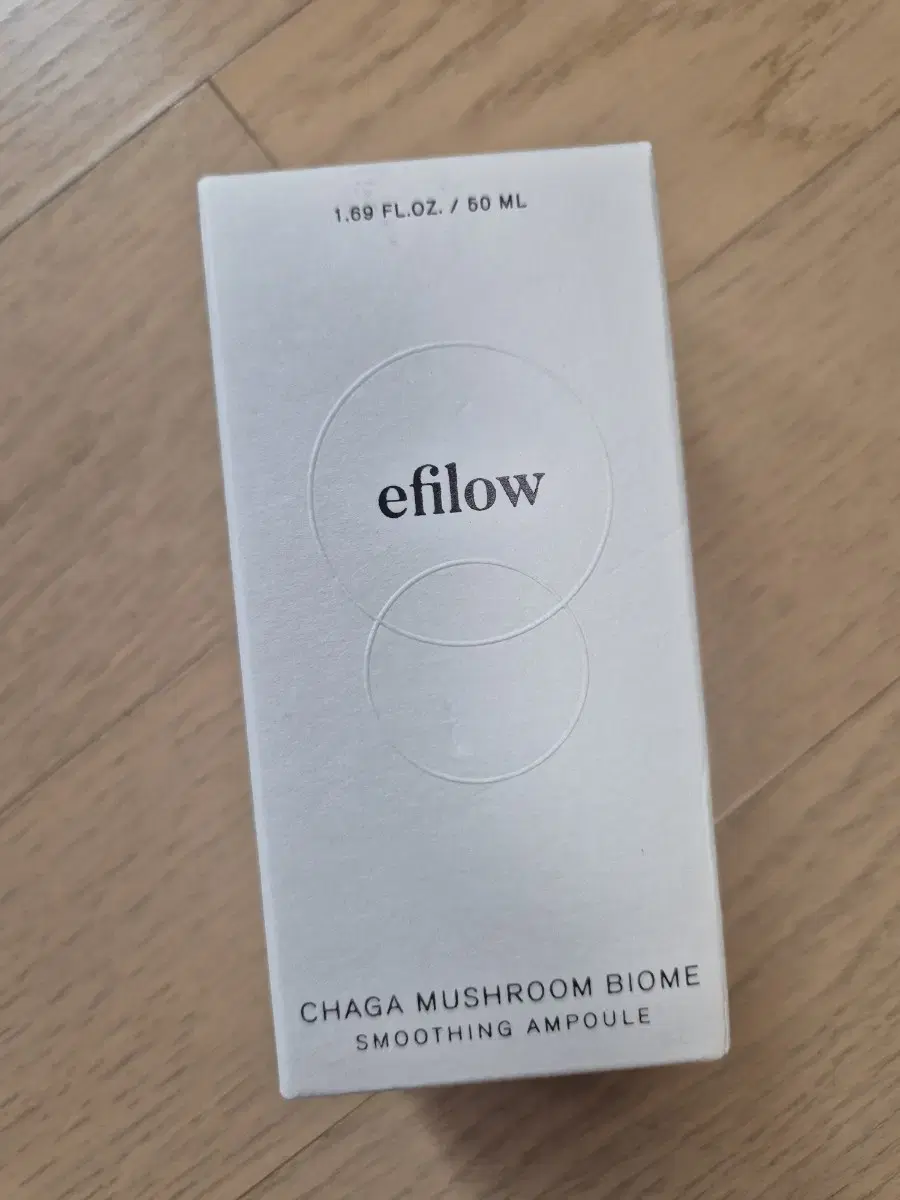 1.69 FL.OZ. / 50 ML
efilow
CHAGA MUSHROOM BIOME
SMOOTHING AMPOULE